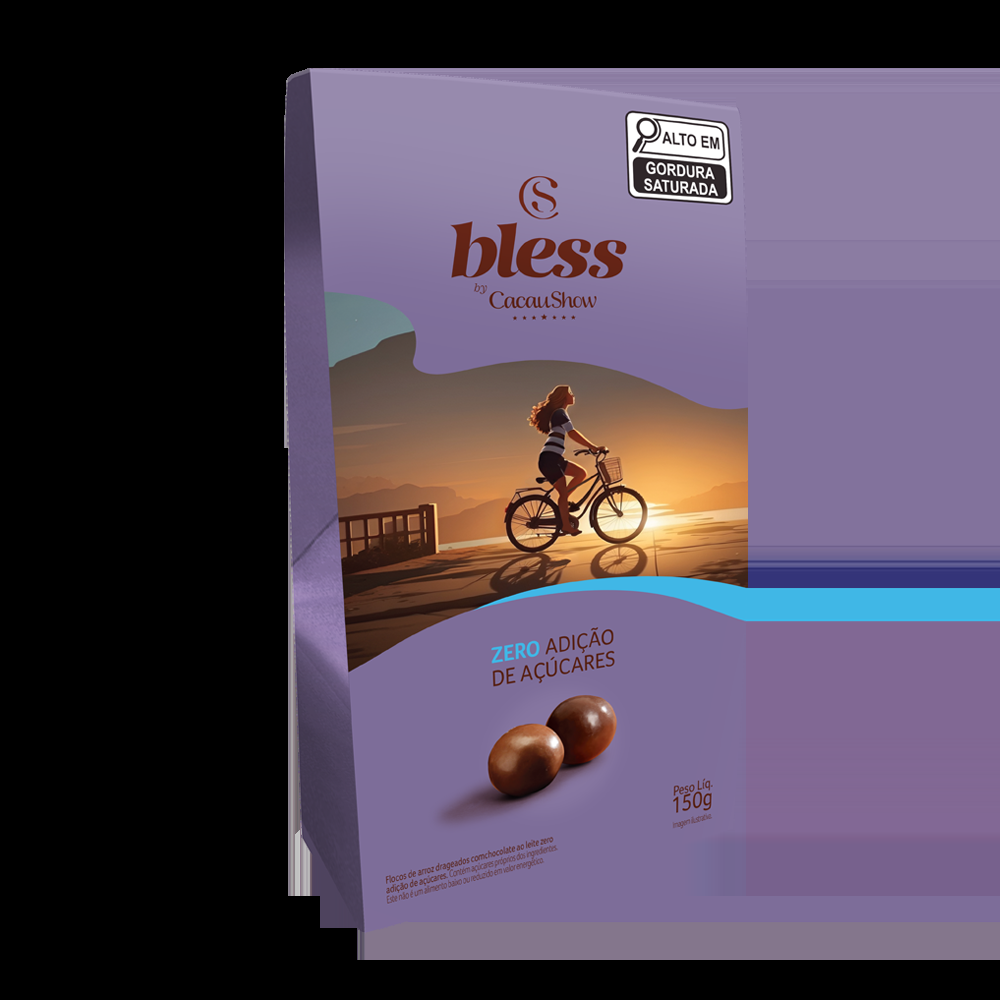 ALTO EM
GORDURA
SATURADA
CS
bless
by CacauShow
ZERO ADIÇÃO
DE AÇÚCARES
Peso Líq.
150g
Imagem ilustrativa.
Flocos de arroz drageados comchocolate ao leite zero
adição de açúcares. Contém açúcares próprios dos ingredientes.
Este não é um alimento baixo ou reduzido em valor energético.